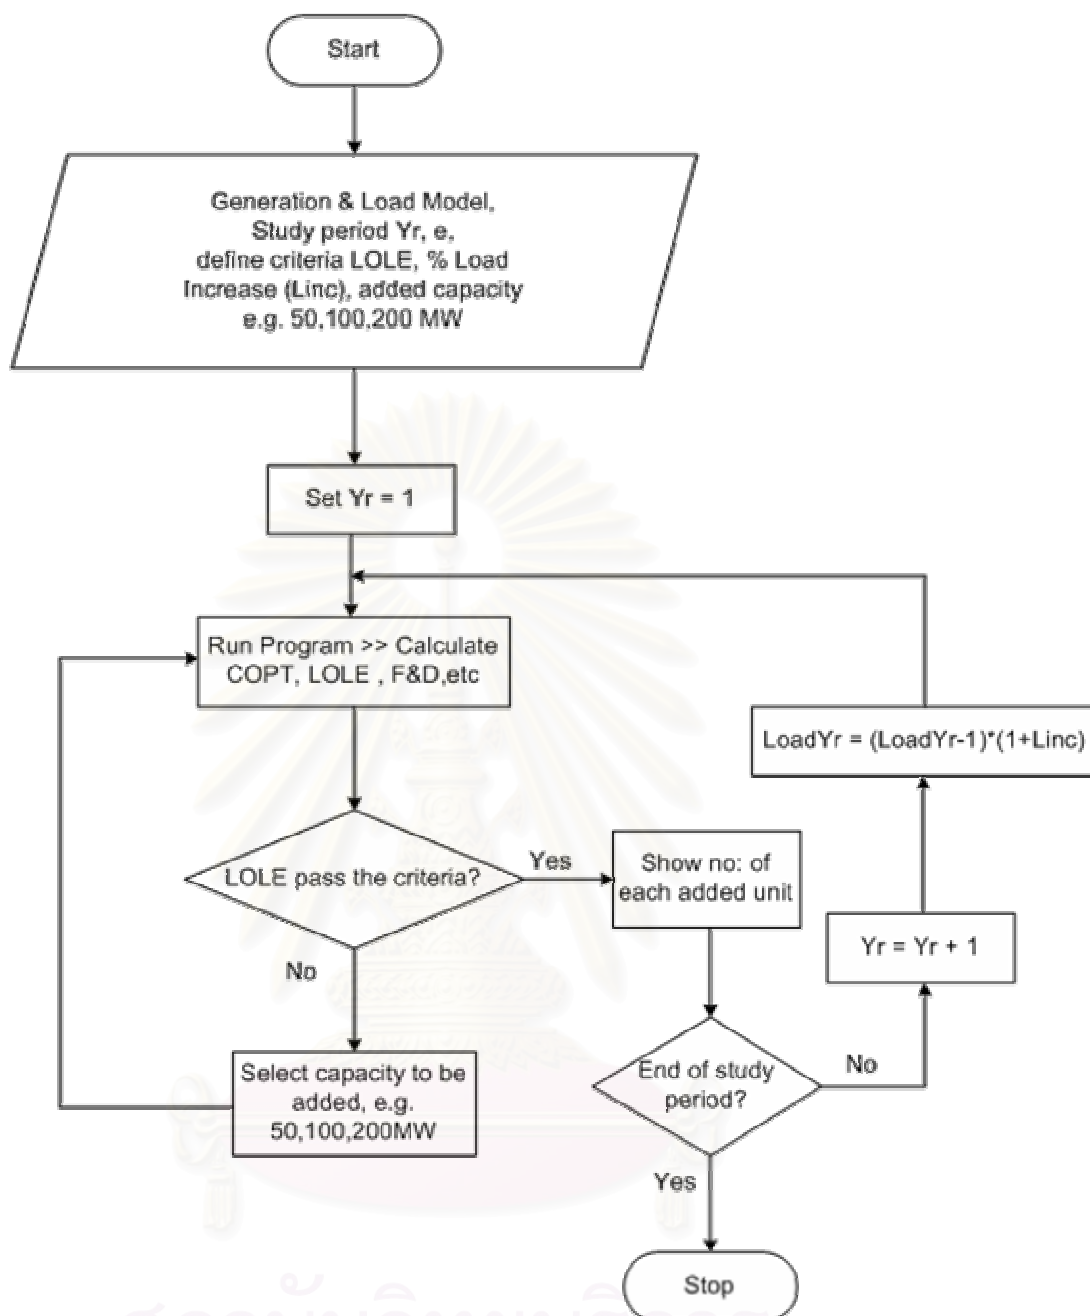 Start
Generation & Load Model,
Study period Yr, e,
define criteria LOLE, % Load
Increase (Linc), added capacity
e.g. 50,100,200 MW
Set Yr = 1
Run Program >> Calculate
COPT, LOLE , F&D,etc
LoadYr = (LoadYr-1)*(1+Linc)
LOLE pass the criteria?
Yes
Show no: of
each added unit
Yr = Yr + 1
No
Select capacity to be
added, e.g.
50,100,200MW
End of study
period?
No
Yes
Stop